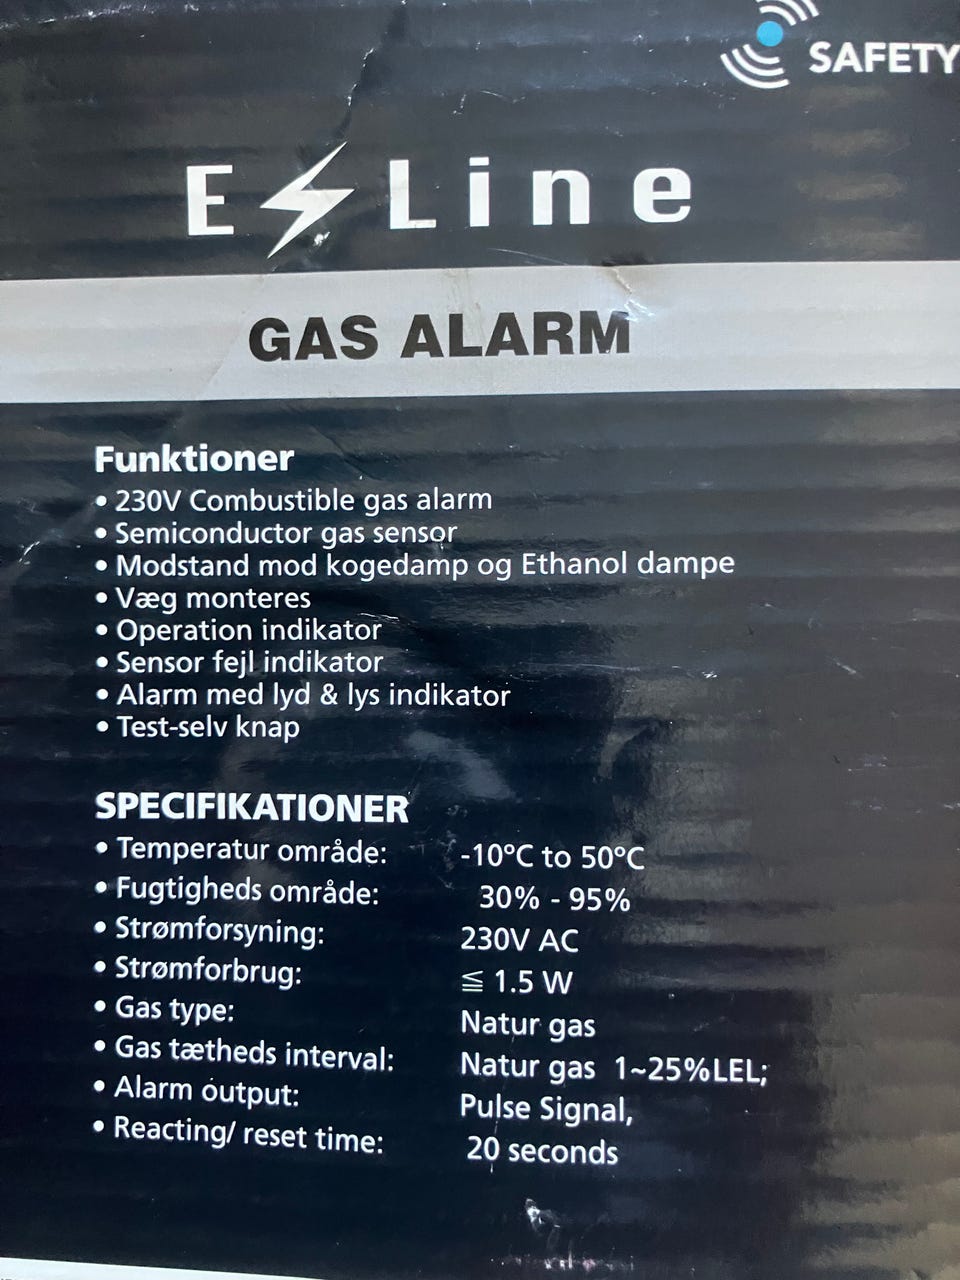 SAFETY
E Line
GAS ALARM
Funktioner
• 230V Combustible gas alarm
• Semiconductor gas sensor
• Modstand mod kogedamp og Ethanol dampe
• Væg monteres
• Operation indikator
• Sensor fejl indikator
• Alarm med lyd & lys indikator
• Test-selv knap
SPECIFIKATIONER
• Temperatur område: -10°C to 50°C
• Fugtigheds område: 30% - 95%
• Strømforsyning: 230V AC
• Strømforbrug: ≦ 1.5 W
• Gas type: Natur gas
• Gas tætheds interval: Natur gas 1~25%LEL;
• Alarm output: Pulse Signal,
• Reacting/ reset time: 20 seconds